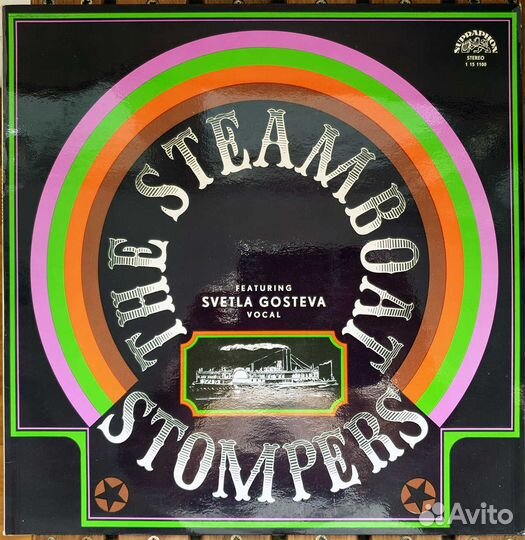 SUPRAPHON
STEREO
1 15 1100
THE STEAMBOAT
FEATURING
SVETLA GOSTEVA
VOCAL
STOMPERS
Avito